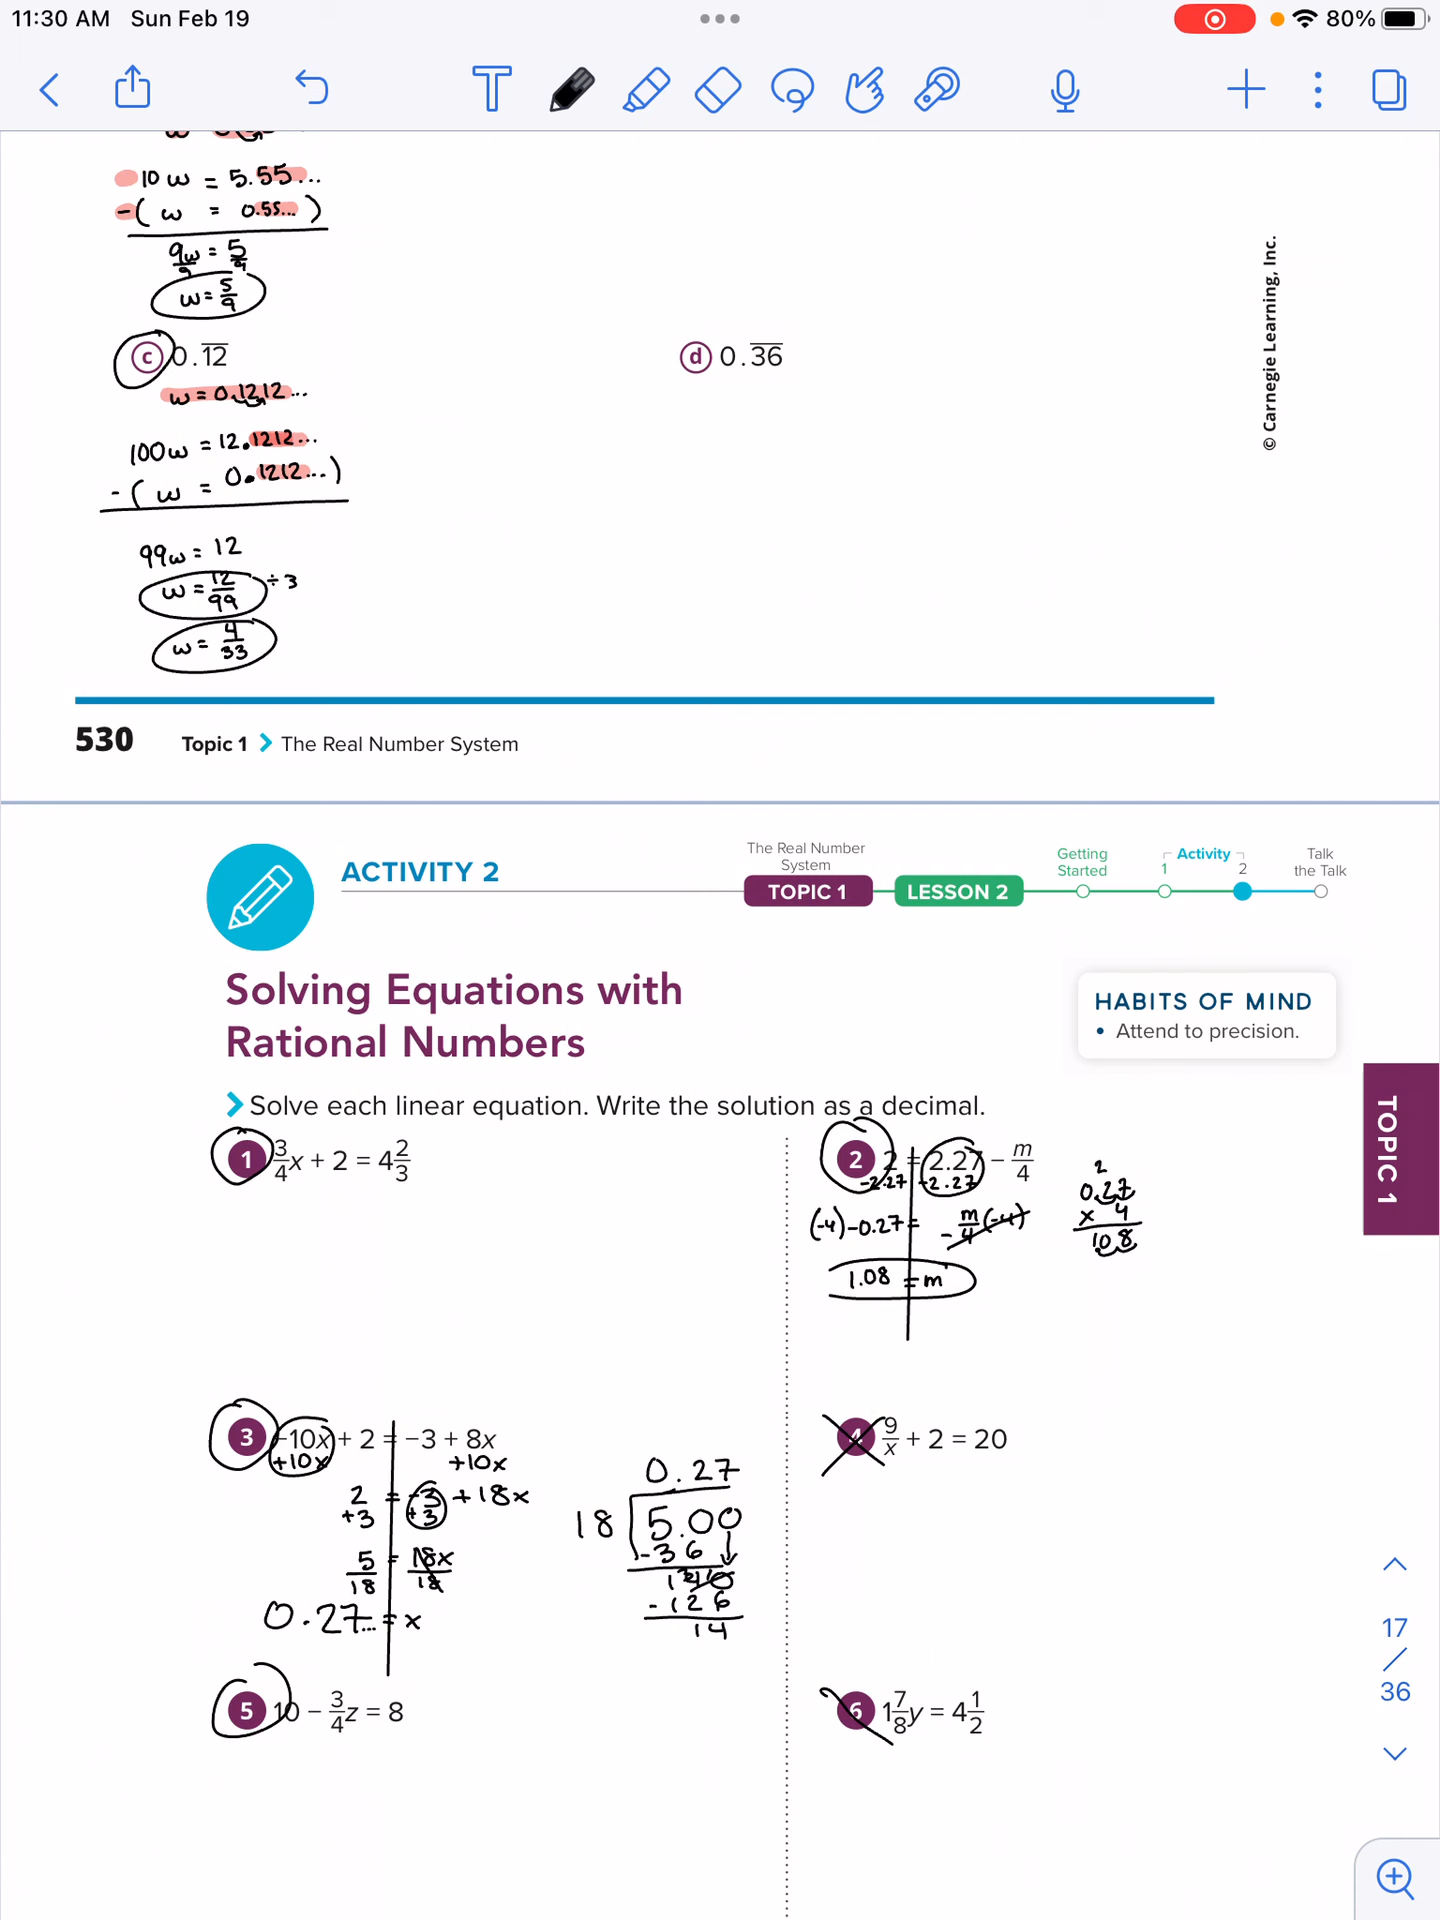 11:30 AM Sun Feb 19
80%
10w = 5.55...
-( w = 0.55... )
9w = 5
9 9
w = 5/9
c 0.1̅2̅
w = 0.1212...
100w = 12.1212...
-( w = 0.1212... )
99w = 12
w = 12/99 ÷ 3
w = 4/33
d 0.3̅6̅
© Carnegie Learning, Inc.
530 Topic 1 > The Real Number System
ACTIVITY 2
The Real Number System
TOPIC 1
LESSON 2
Getting Started
Activity
1 2
Talk the Talk
Solving Equations with
Rational Numbers
HABITS OF MIND
• Attend to precision.
TOPIC 1
Solve each linear equation. Write the solution as a decimal.
1 3/4x + 2 = 4 2/3
2 2 = 2.27 − m/4
-2.27 -2.27
(-4) -0.27 = - m/4 (-4)
1.08 = m
2
0.27
x 4
108
3 −10x + 2 = −3 + 8x
+10x +10x
2 = -3 + 18x
+3 +3
5/18 = 18x/18
0.27... = x
0.27
18 5.00
-36
-126
14
4 9/x + 2 = 20
5 10 − 3/4z = 8
6 1 7/8y = 4 1/2
17
/
36